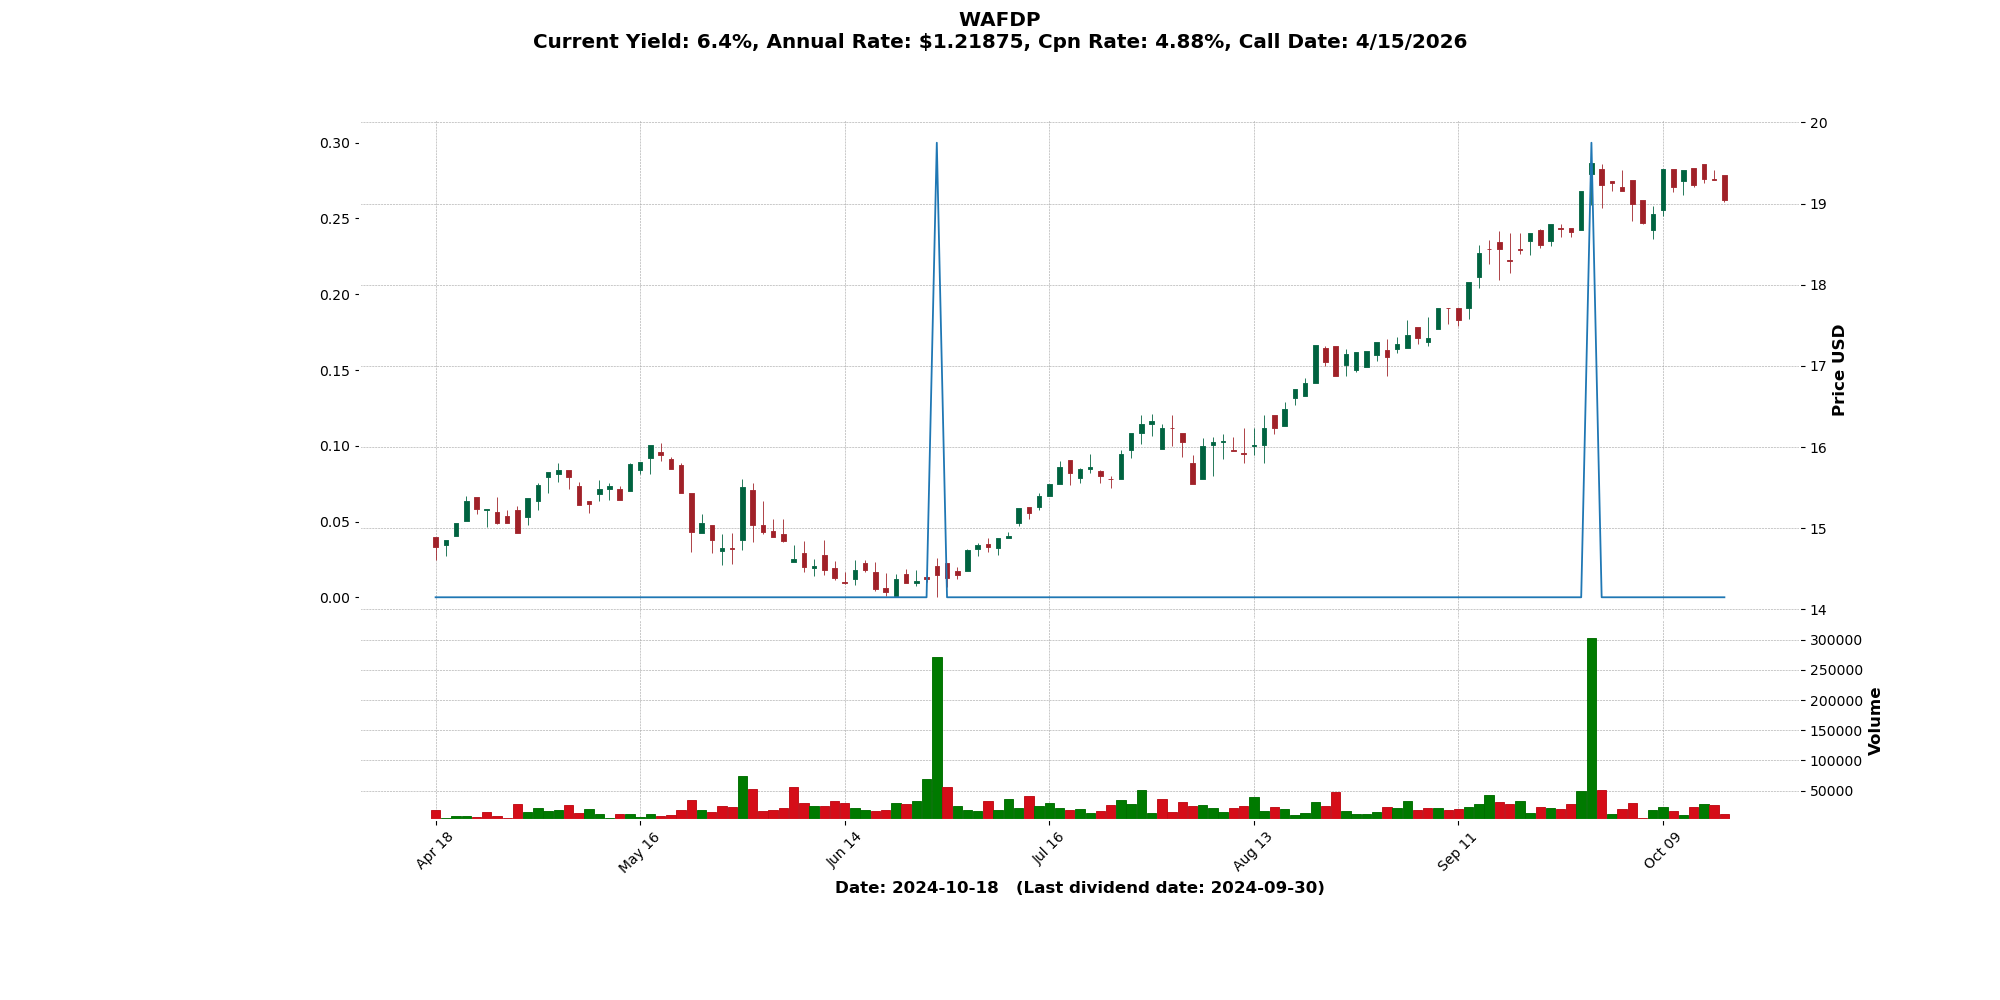 WAFDP
Current Yield: 6.4%, Annual Rate: $1.21875, Cpn Rate: 4.88%, Call Date: 4/15/2026
0.30
0.25
0.20
0.15
0.10
0.05
0.00
20
19
18
17
16
15
14
Price USD
300000
250000
200000
150000
100000
50000
Volume
Apr 18
May 16
Jun 14
Jul 16
Aug 13
Sep 11
Oct 09
Date: 2024-10-18 (Last dividend date: 2024-09-30)